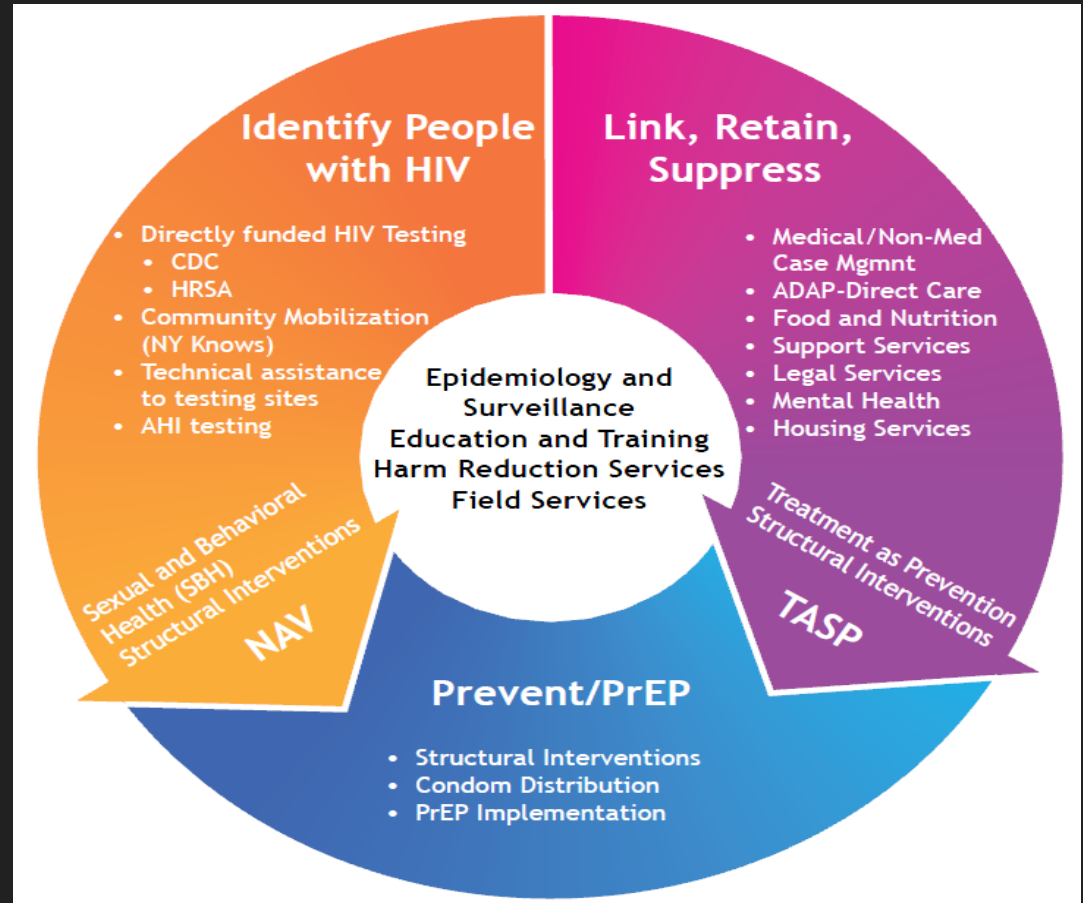 Identify People
with HIV
• Directly funded HIV Testing
• CDC
• HRSA
• Community Mobilization
(NY Knows)
• Technical assistance
to testing sites
• AHI testing
Sexual and Behavioral
Health (SBH)
Structural Interventions
NAV
Link, Retain,
Suppress
• Medical/Non-Med
Case Mgmnt
• ADAP-Direct Care
• Food and Nutrition
• Support Services
• Legal Services
• Mental Health
• Housing Services
Treatment as Prevention
Structural Interventions
TASP
Epidemiology and
Surveillance
Education and Training
Harm Reduction Services
Field Services
Prevent/PrEP
• Structural Interventions
• Condom Distribution
• PrEP Implementation